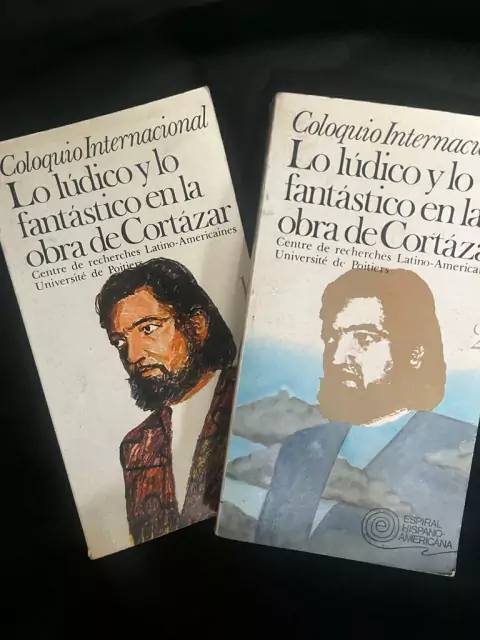 Coloquio Internacional
Lo lúdico y lo
fantástico en la
obra de Cortázar
Centre de recherches Latino-Americaines
Université de Poitiers
Coloquio Internacio
Lo lúdico y lo
fantástico en la
obra de Cortáza
Centre de recherches Latino-America
Université de Poitiers
2
ESPIRAL
HISPANO-
AMERICANA